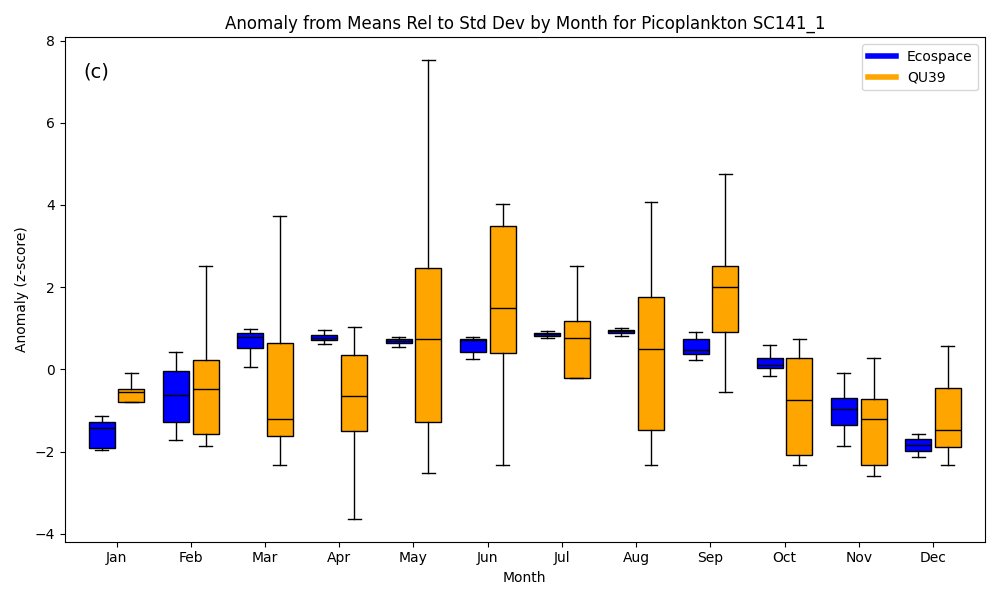 Anomaly from Means Rel to Std Dev by Month for Picoplankton SC141_1
(c)
Ecospace
QU39
Anomaly (z-score)
8
6
4
2
0
−2
−4
Jan Feb Mar Apr May Jun Jul Aug Sep Oct Nov Dec
Month